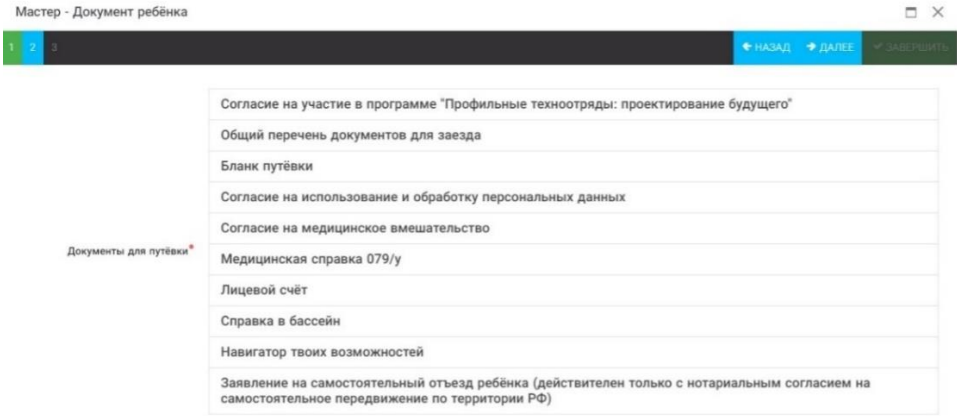 Мастер - Документ ребёнка
1 2 3 НАЗАД ДАЛЕЕ ЗАВЕРШИТЬ
Согласие на участие в программе "Профильные техноотряды: проектирование будущего"
Общий перечень документов для заезда
Бланк путёвки
Согласие на использование и обработку персональных данных
Согласие на медицинское вмешательство
Документы для путёвки*
Медицинская справка 079/у
Лицевой счёт
Справка в бассейн
Навигатор твоих возможностей
Заявление на самостоятельный отъезд ребёнка (действителен только с нотариальным согласием на
самостоятельное передвижение по территории РФ)